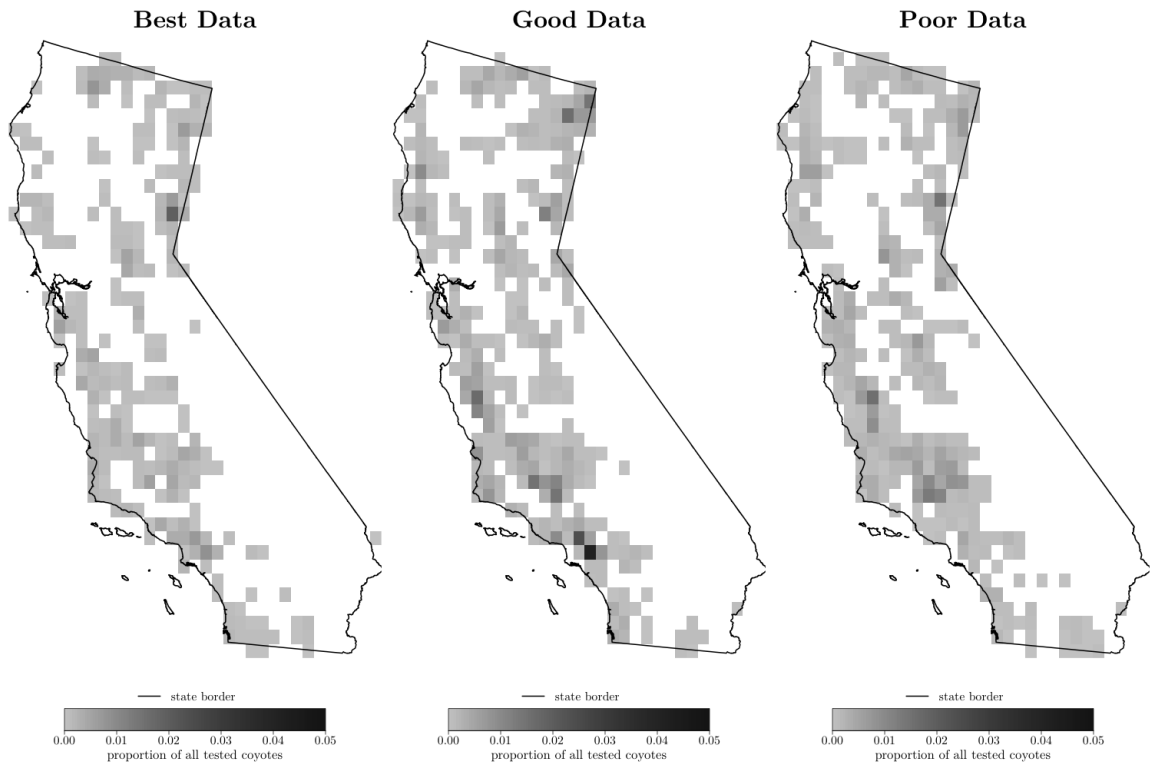 Best Data Good Data Poor Data
state border state border state border
0.00 0.01 0.02 0.03 0.04 0.05 0.00 0.01 0.02 0.03 0.04 0.05 0.00 0.01 0.02 0.03 0.04 0.05
proportion of all tested coyotes proportion of all tested coyotes proportion of all tested coyotes